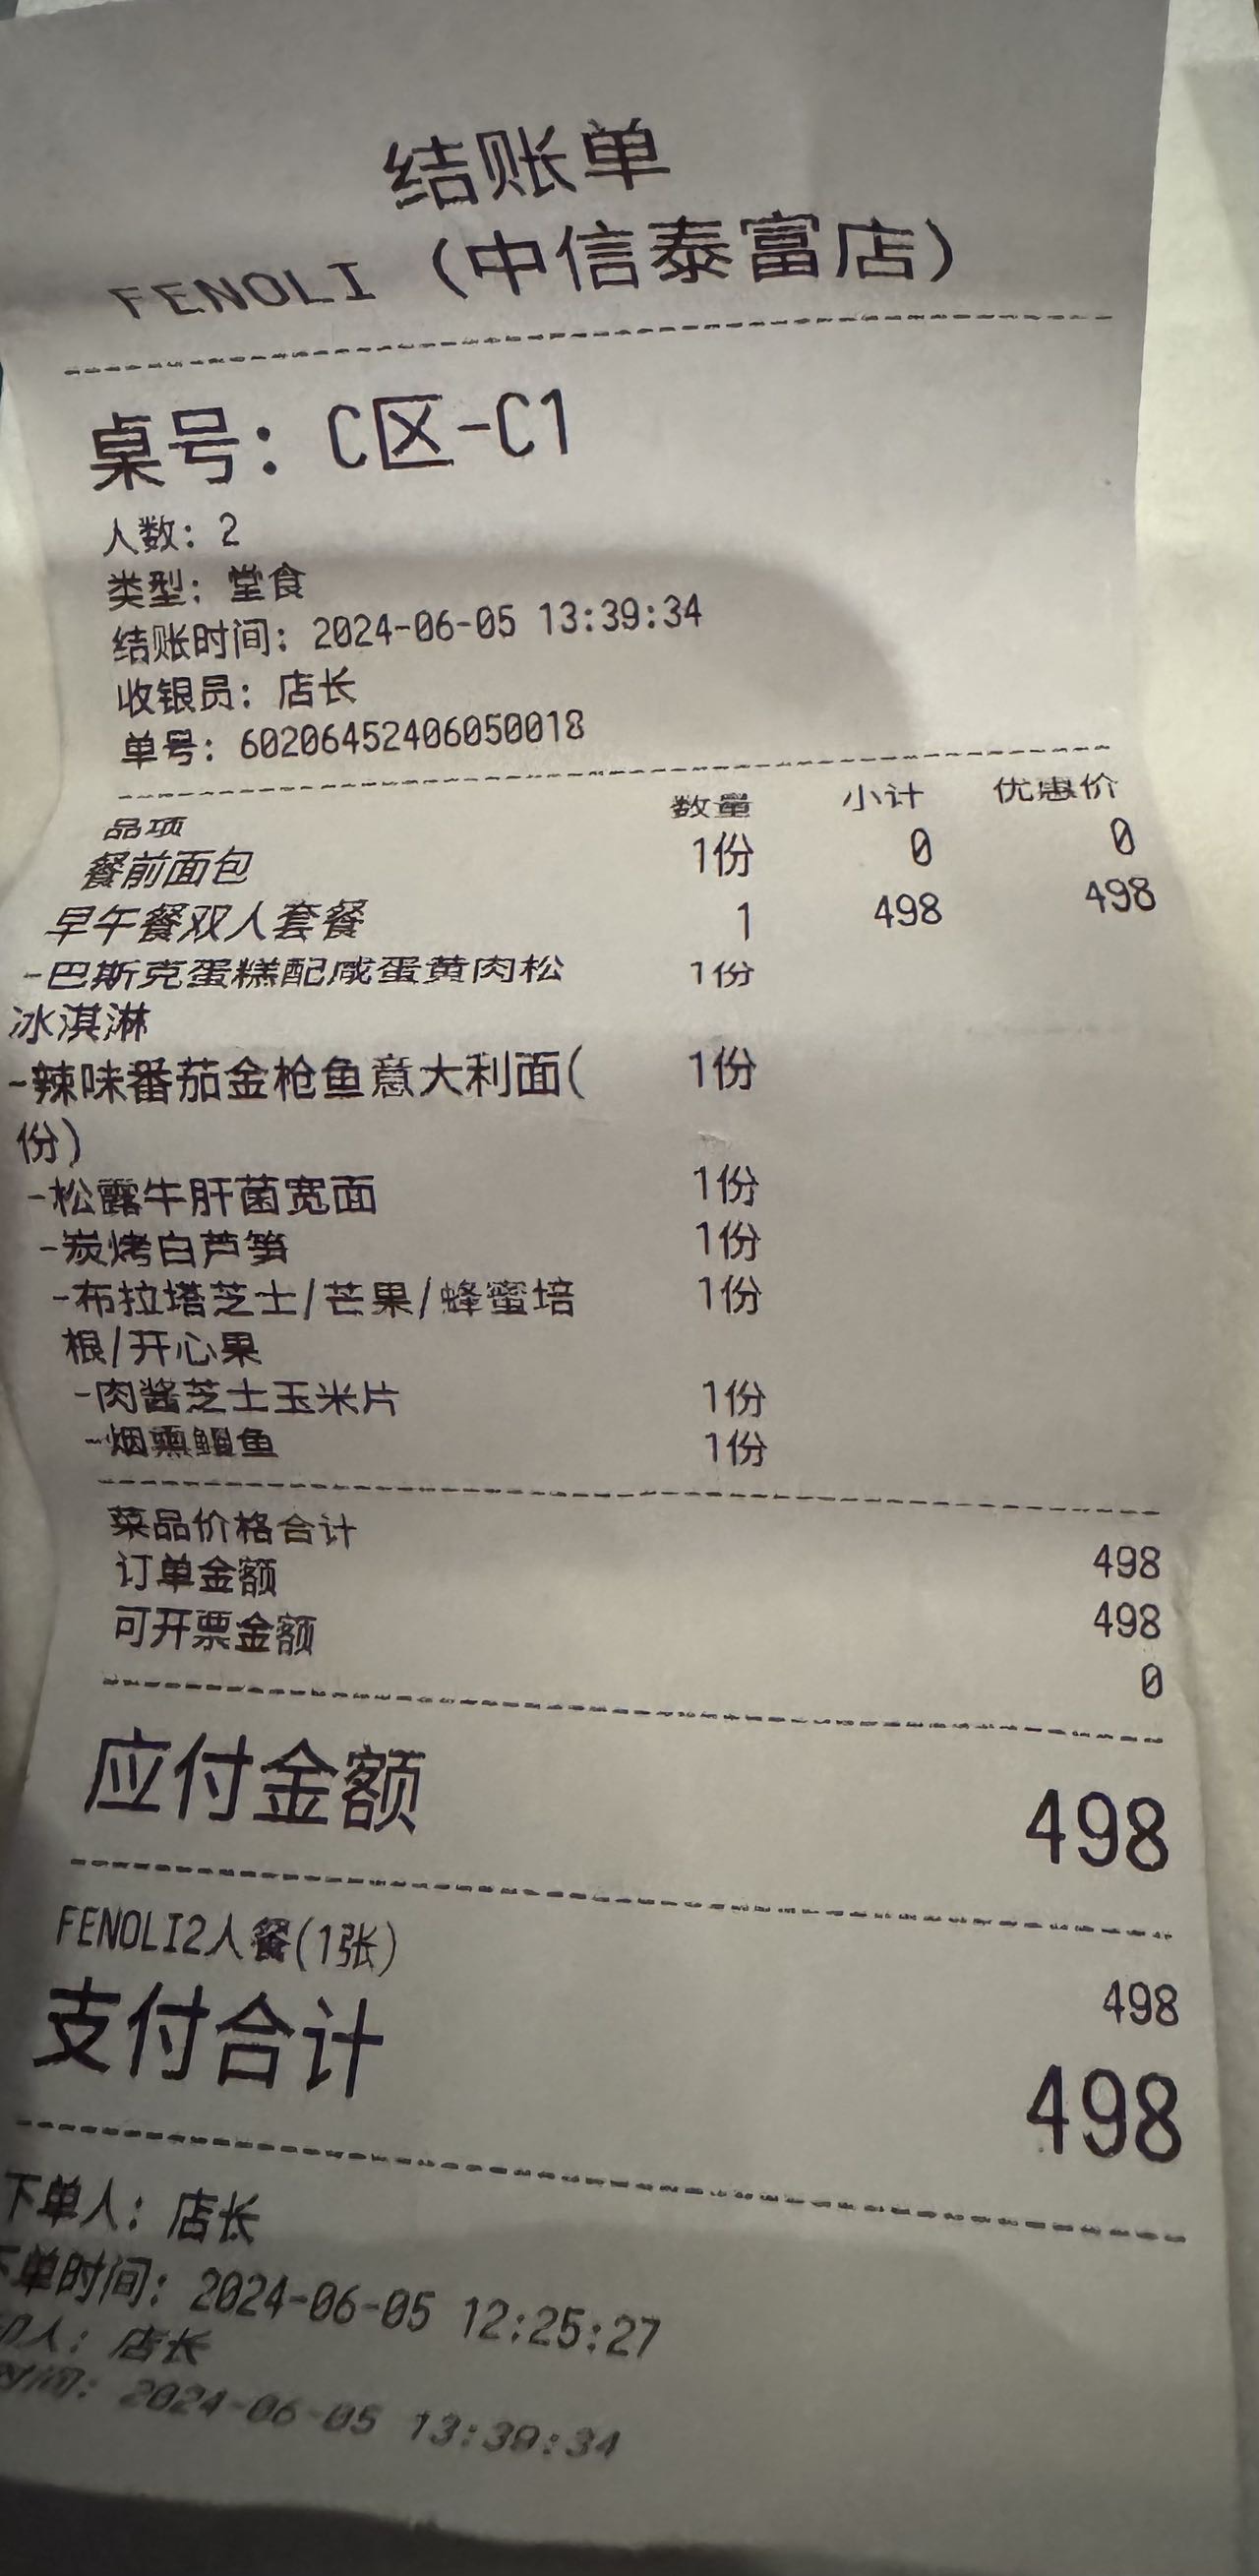 结账单
FENOLI（中信泰富店）
桌号：C区-C1
人数：2
类型：堂食
结账时间：2024-06-05 13:39:34
收银员：店长
单号：60206452406050018
品项 数量 小计 优惠价
餐前面包 1份 0 0
早午餐双人套餐 1 498 498
-巴斯克蛋糕配咸蛋黄肉松 1份
冰淇淋
-辣味番茄金枪鱼意大利面( 1份
份)
-松露牛肝菌宽面 1份
-炭烤白芦笋 1份
-布拉塔芝士/芒果/蜂蜜培 1份
根/开心果
-肉酱芝士玉米片 1份
-烟熏鳗鱼 1份
菜品价格合计 498
订单金额 498
可开票金额 0
应付金额 498
FENOLI2人餐(1张) 498
支付合计 498
下单人：店长
下单时间：2024-06-05 12:25:27
印人：店长
时间：2024-06-05 13:39:34